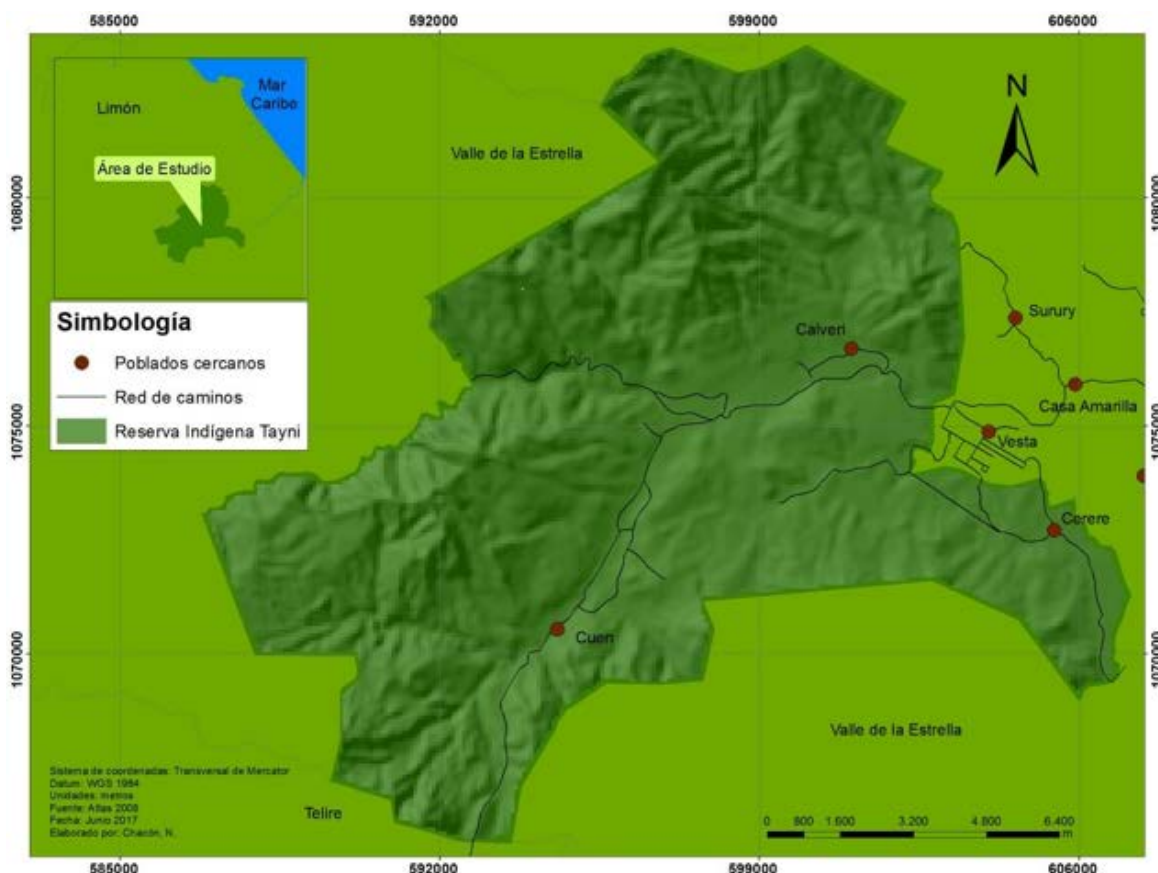 585000
592000
599000
606000
Limón
Mar
Caribe
Área de Estudio
Valle de la Estrella
N
1080000
1080000
Simbología
Poblados cercanos
Red de caminos
Reserva Indígena Tayni
Surury
Calveri
Casa Amarilla
1075000
1075000
Vesta
Cerere
Cuen
1070000
1070000
Valle de la Estrella
Sistema de coordenadas: Transversal de Mercator
Datum: WGS 1984
Unidades: metros
Fuente: Atlas 2008
Fecha: Junio 2017
Elaborado por: Chacón, N.
Telire
0 800 1.600 3.200 4.800 6.400
m
585000
592000
599000
606000